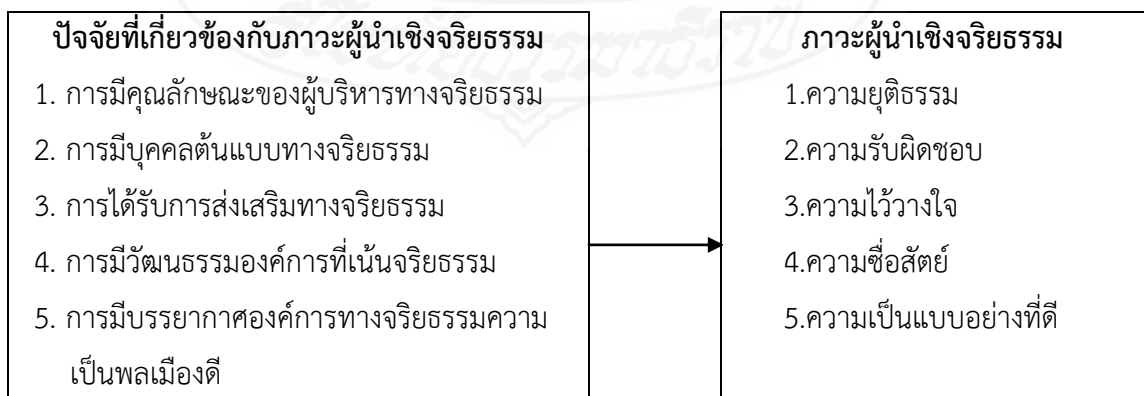 ปัจจัยที่เกี่ยวข้องกับภาวะผู้นำเชิงจริยธรรม
1. การมีคุณลักษณะของผู้บริหารทางจริยธรรม
2. การมีบุคคลต้นแบบทางจริยธรรม
3. การได้รับการส่งเสริมทางจริยธรรม
4. การมีวัฒนธรรมองค์การที่เน้นจริยธรรม
5. การมีบรรยากาศองค์การทางจริยธรรมความ
เป็นพลเมืองดี
ภาวะผู้นำเชิงจริยธรรม
1.ความยุติธรรม
2.ความรับผิดชอบ
3.ความไว้วางใจ
4.ความซื่อสัตย์
5.ความเป็นแบบอย่างที่ดี